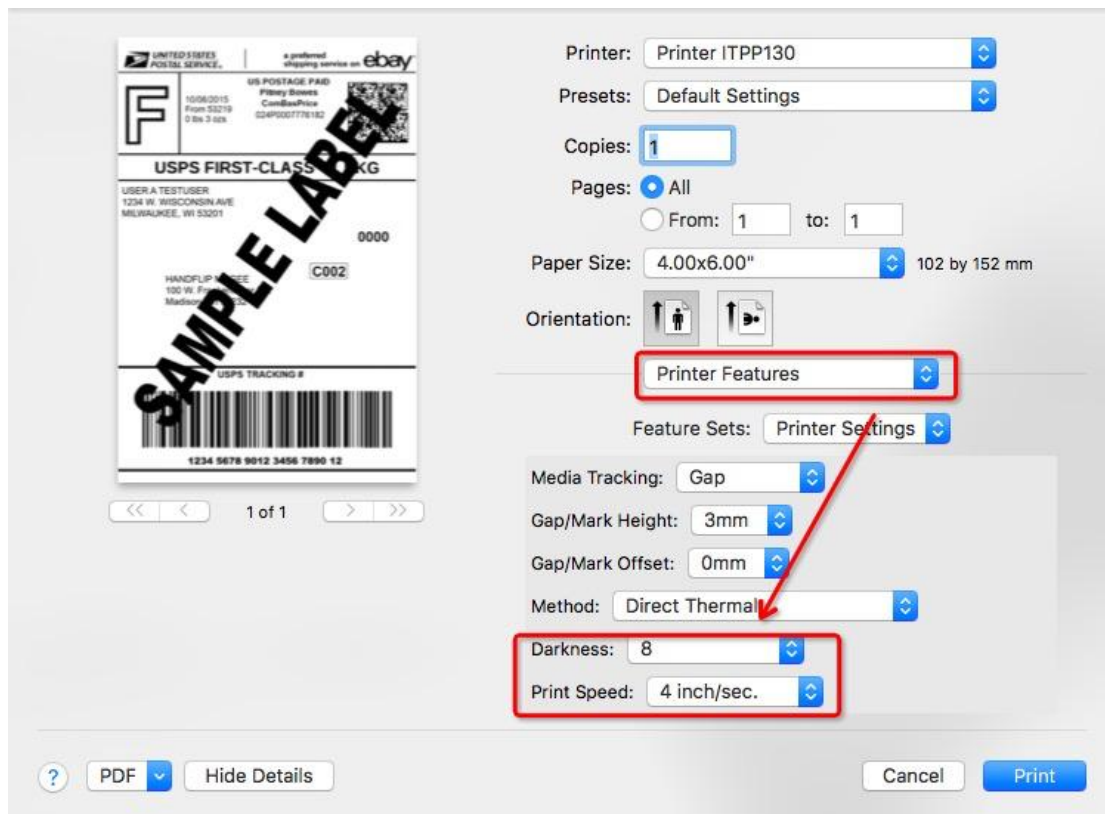 UNITED STATES POSTAL SERVICE.
a preferred shipping service on ebay
F
10/06/2015
From 53219
0 lbs 3 ozs
US POSTAGE PAID
Pitney Bowes
ComBasPrice
024P0007776182
USPS FIRST-CLASS KG
USER A TESTUSER
1234 W. WISCONSIN AVE
MILWAUKEE, WI 53201
0000
C002
HANDFLIP
100 W.
SAMPLE LABEL
USPS TRACKING #
1234 5678 9012 3456 7890 12
<< < 1 of 1 > >>
Printer: Printer ITPP130
Presets: Default Settings
Copies: 1
Pages: All
From: 1 to: 1
Paper Size: 4.00x6.00" 102 by 152 mm
Orientation:
Printer Features
Feature Sets: Printer Settings
Media Tracking: Gap
Gap/Mark Height: 3mm
Gap/Mark Offset: 0mm
Method: Direct Thermal
Darkness: 8
Print Speed: 4 inch/sec.
? PDF Hide Details Cancel Print